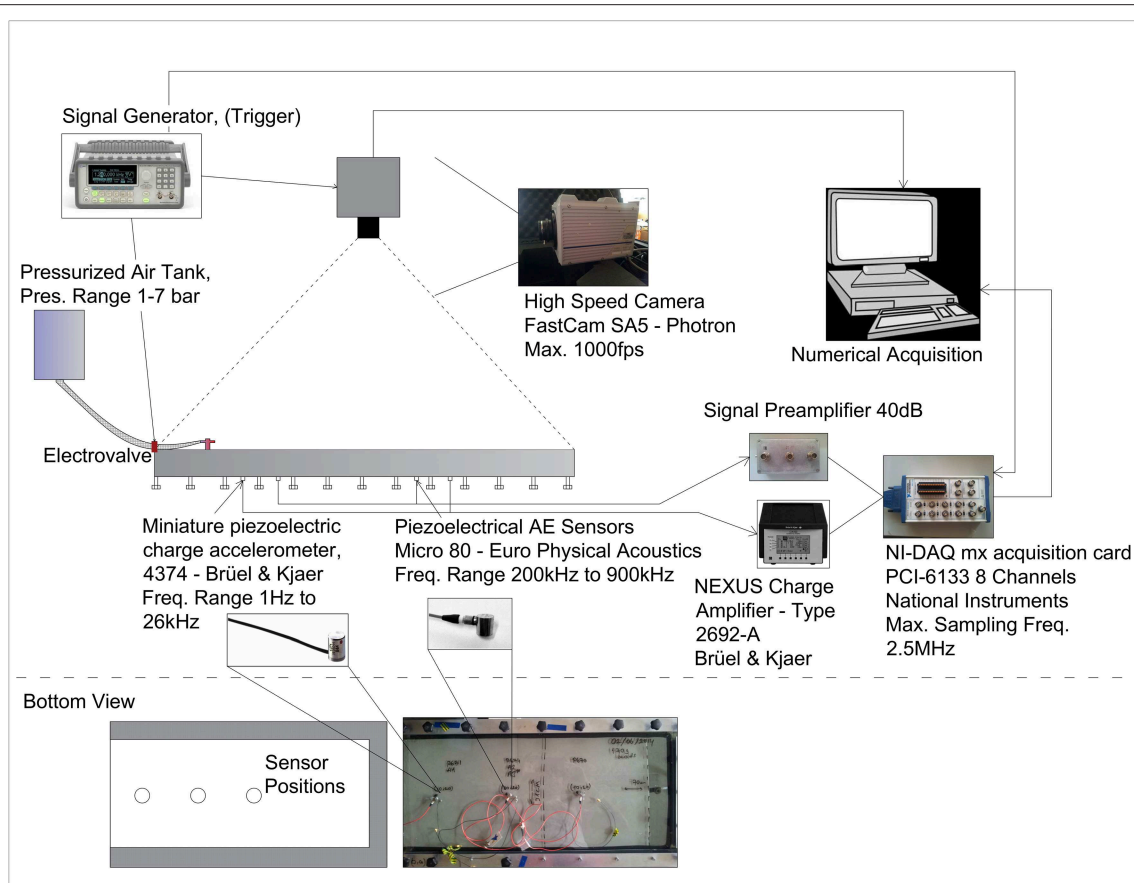 Signal Generator, (Trigger)
Pressurized Air Tank,
Pres. Range 1-7 bar
High Speed Camera
FastCam SA5 - Photron
Max. 1000fps
Numerical Acquisition
Signal Preamplifier 40dB
Electrovalve
Miniature piezoelectric
charge accelerometer,
4374 - Brüel & Kjaer
Freq. Range 1Hz to
26kHz
Piezoelectrical AE Sensors
Micro 80 - Euro Physical Acoustics
Freq. Range 200kHz to 900kHz
NEXUS Charge
Amplifier - Type
2692-A
Brüel & Kjaer
NI-DAQ mx acquisition card
PCI-6133 8 Channels
National Instruments
Max. Sampling Freq.
2.5MHz
Bottom View
Sensor
Positions